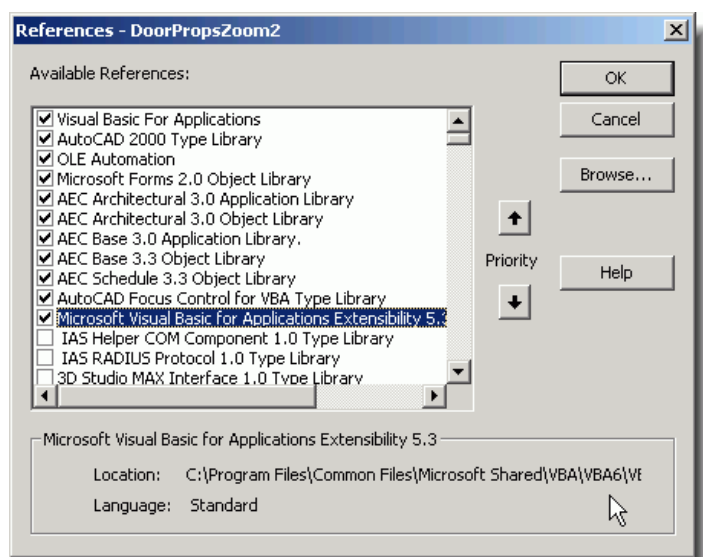 References - DoorPropsZoom2
Available References:
Visual Basic For Applications
AutoCAD 2000 Type Library
OLE Automation
Microsoft Forms 2.0 Object Library
AEC Architectural 3.0 Application Library
AEC Architectural 3.0 Object Library
AEC Base 3.0 Application Library.
AEC Base 3.3 Object Library
AEC Schedule 3.3 Object Library
AutoCAD Focus Control for VBA Type Library
Microsoft Visual Basic for Applications Extensibility 5.
IAS Helper COM Component 1.0 Type Library
IAS RADIUS Protocol 1.0 Type Library
3D Studio MAX Interface 1.0 Type Library
Priority
OK
Cancel
Browse...
Help
Microsoft Visual Basic for Applications Extensibility 5.3
Location: C:\Program Files\Common Files\Microsoft Shared\VBA\VBA6\
Language: Standard